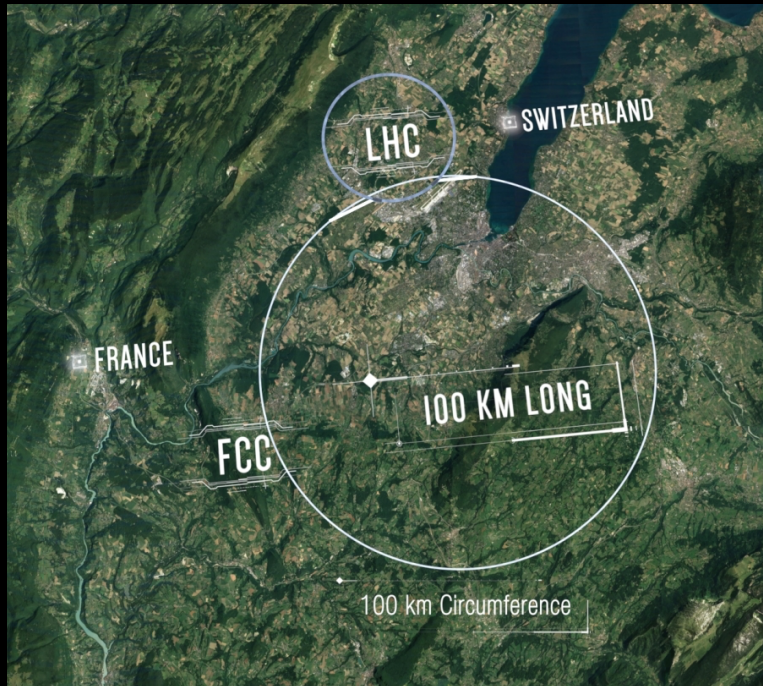 LHC
SWITZERLAND
FRANCE
100 KM LONG
FCC
100 km Circumference